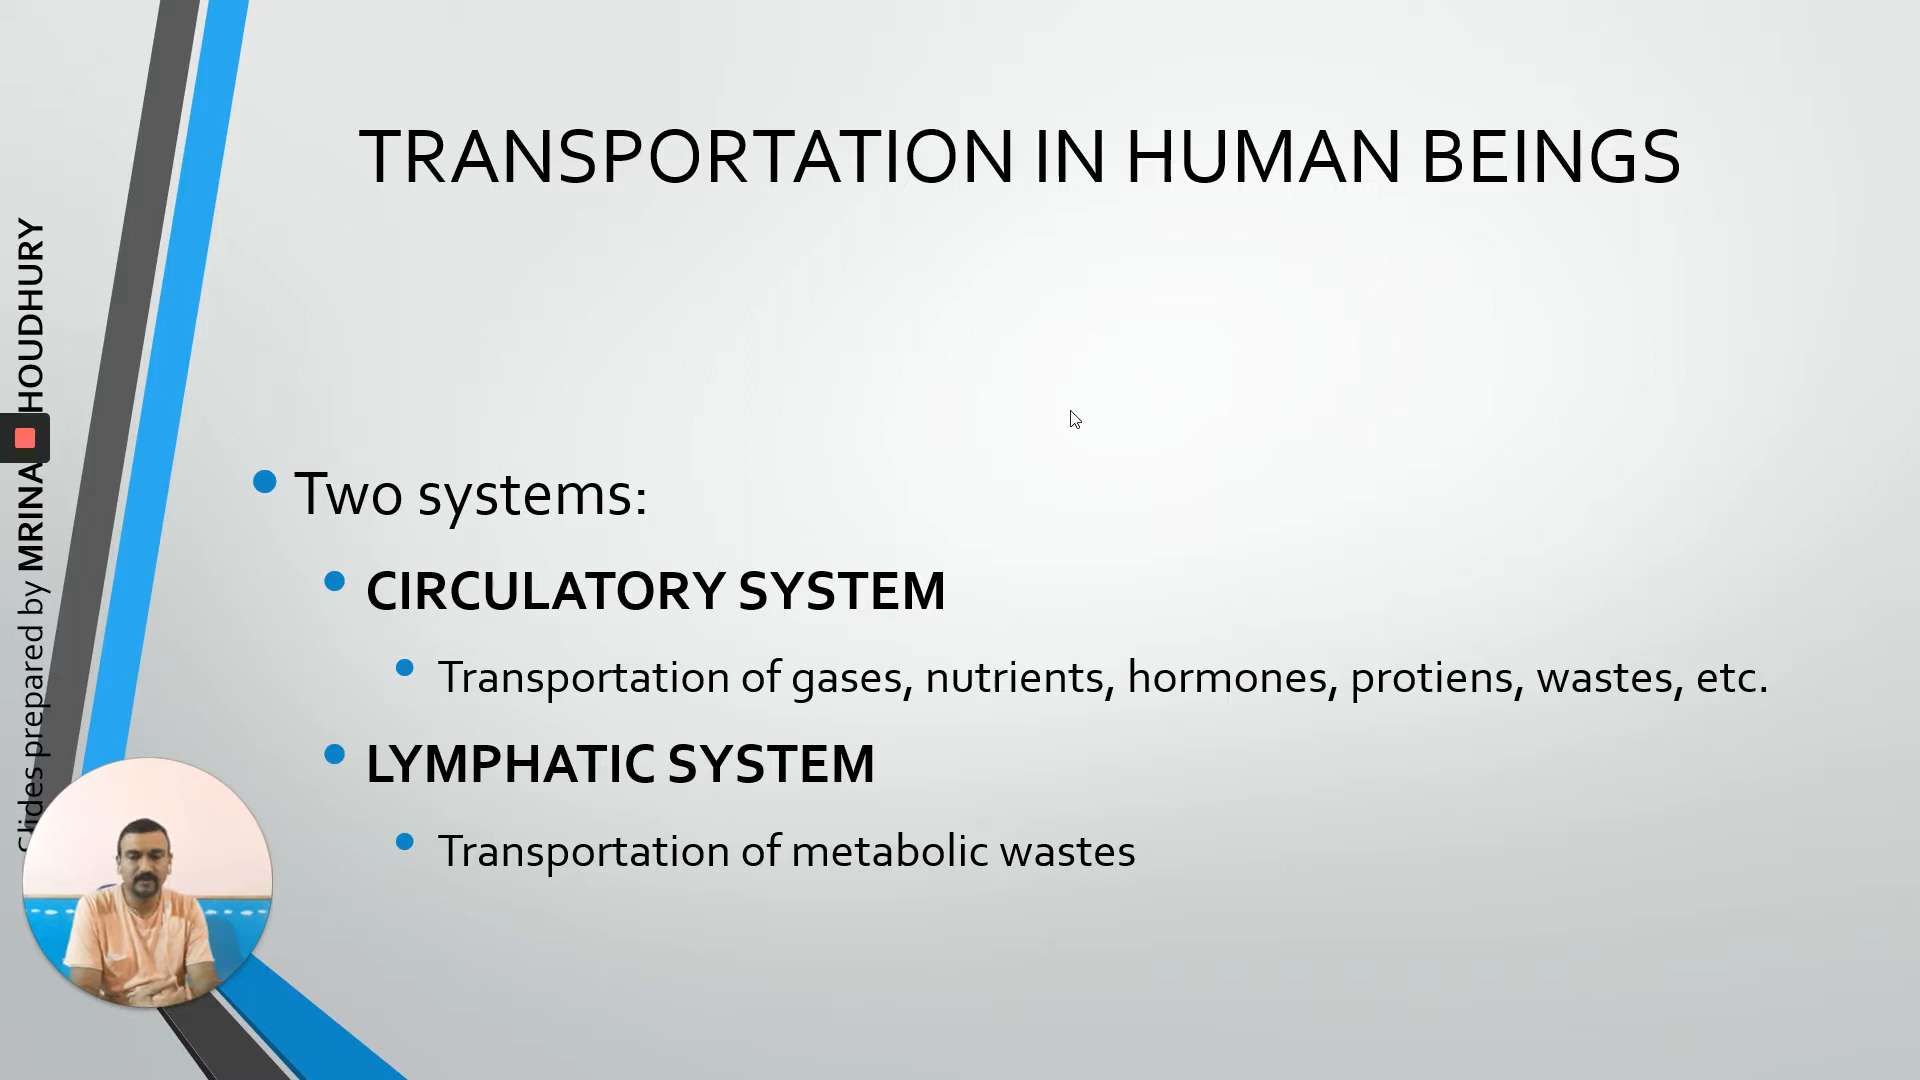 TRANSPORTATION IN HUMAN BEINGS
Two systems:
CIRCULATORY SYSTEM
Transportation of gases, nutrients, hormones, protiens, wastes, etc.
LYMPHATIC SYSTEM
Transportation of metabolic wastes
Slides prepared by MRINA HOUDHURY